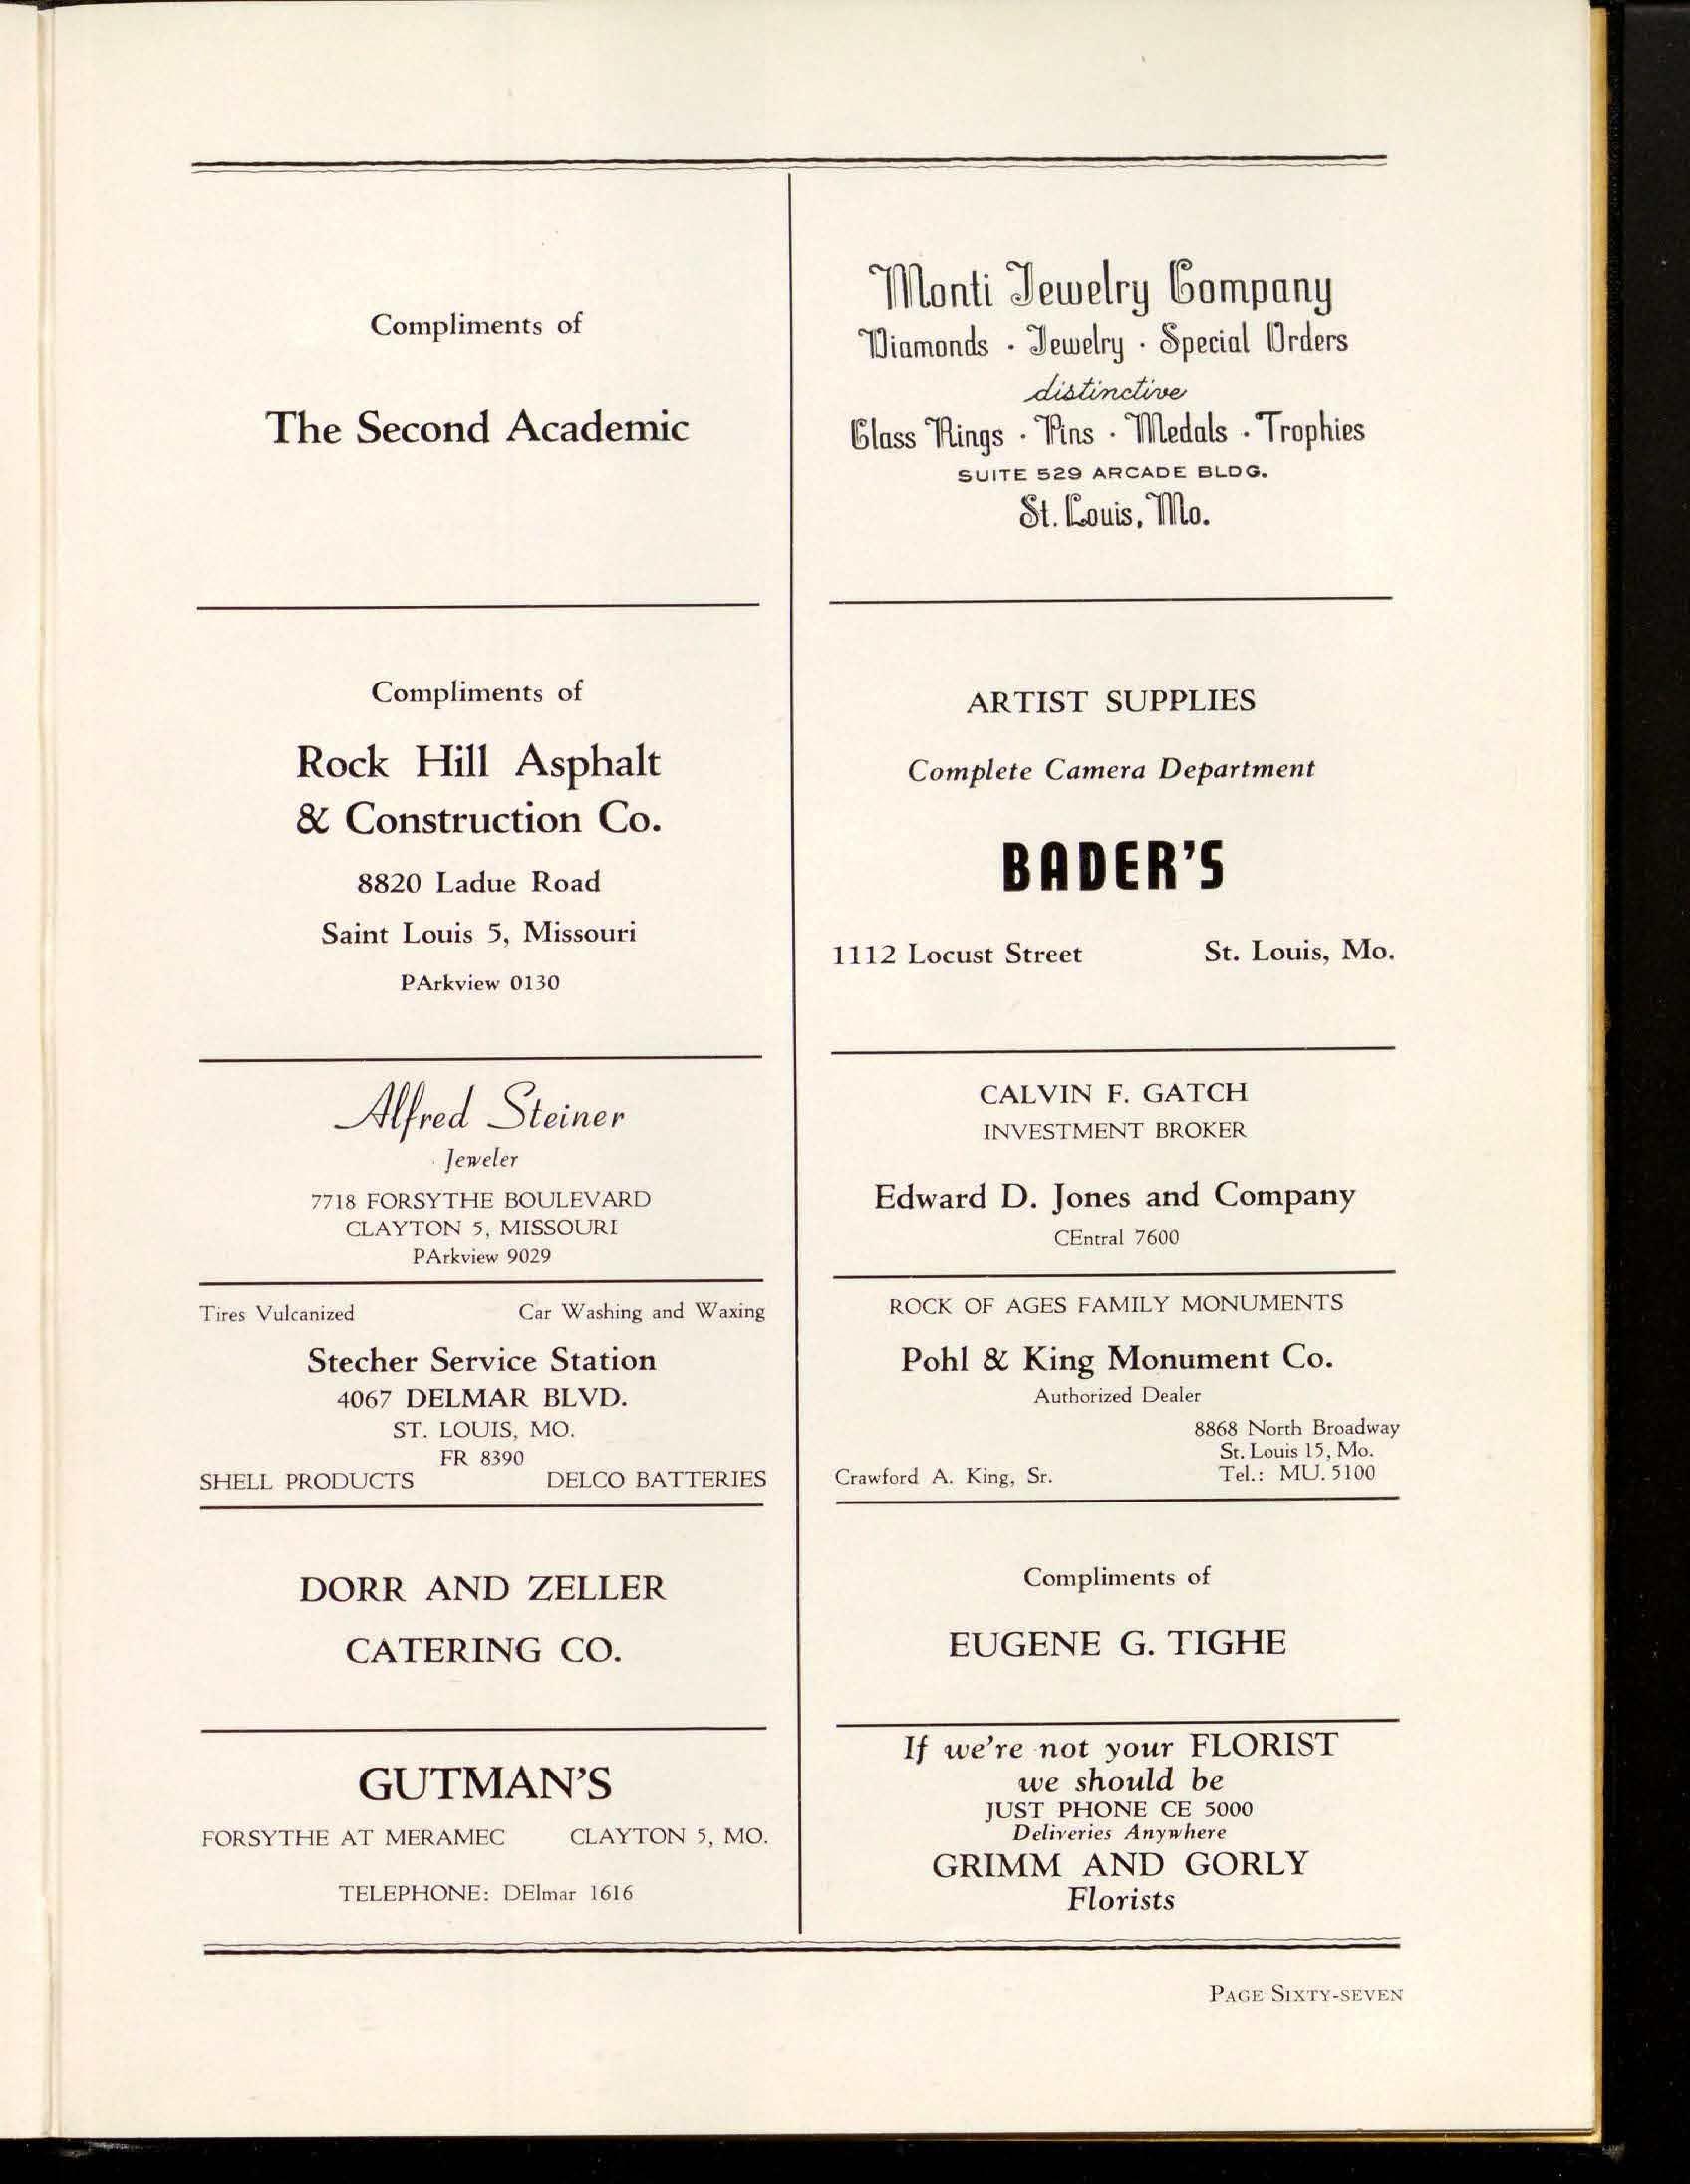 Compliments of
The Second Academic
Compliments of
Rock Hill Asphalt
& Construction Co.
8820 Ladue Road
Saint Louis 5, Missouri
PArkview 0130
Alfred Steiner
Jeweler
7718 FORSYTHE BOULEVARD
CLAYTON 5, MISSOURI
PArkview 9029
Tires Vulcanized Car Washing and Waxing
Stecher Service Station
4067 DELMAR BLVD.
ST. LOUIS, MO.
FR 8390
SHELL PRODUCTS DELCO BATTERIES
DORR AND ZELLER
CATERING CO.
GUTMAN'S
FORSYTHE AT MERAMEC CLAYTON 5, MO.
TELEPHONE: DElmar 1616
Monti Jewelry Company
Diamonds · Jewelry · Special Orders
distinctive
Class Rings · Pins · Medals · Trophies
SUITE 529 ARCADE BLDG.
St. Louis, Mo.
ARTIST SUPPLIES
Complete Camera Department
BADER'S
1112 Locust Street St. Louis, Mo.
CALVIN F. GATCH
INVESTMENT BROKER
Edward D. Jones and Company
CEntral 7600
ROCK OF AGES FAMILY MONUMENTS
Pohl & King Monument Co.
Authorized Dealer
8868 North Broadway
St. Louis 15, Mo.
Crawford A. King, Sr. Tel.: MU. 5100
Compliments of
EUGENE G. TIGHE
If we're not your FLORIST
we should be
JUST PHONE CE 5000
Deliveries Anywhere
GRIMM AND GORLY
Florists
PAGE SIXTY-SEVEN